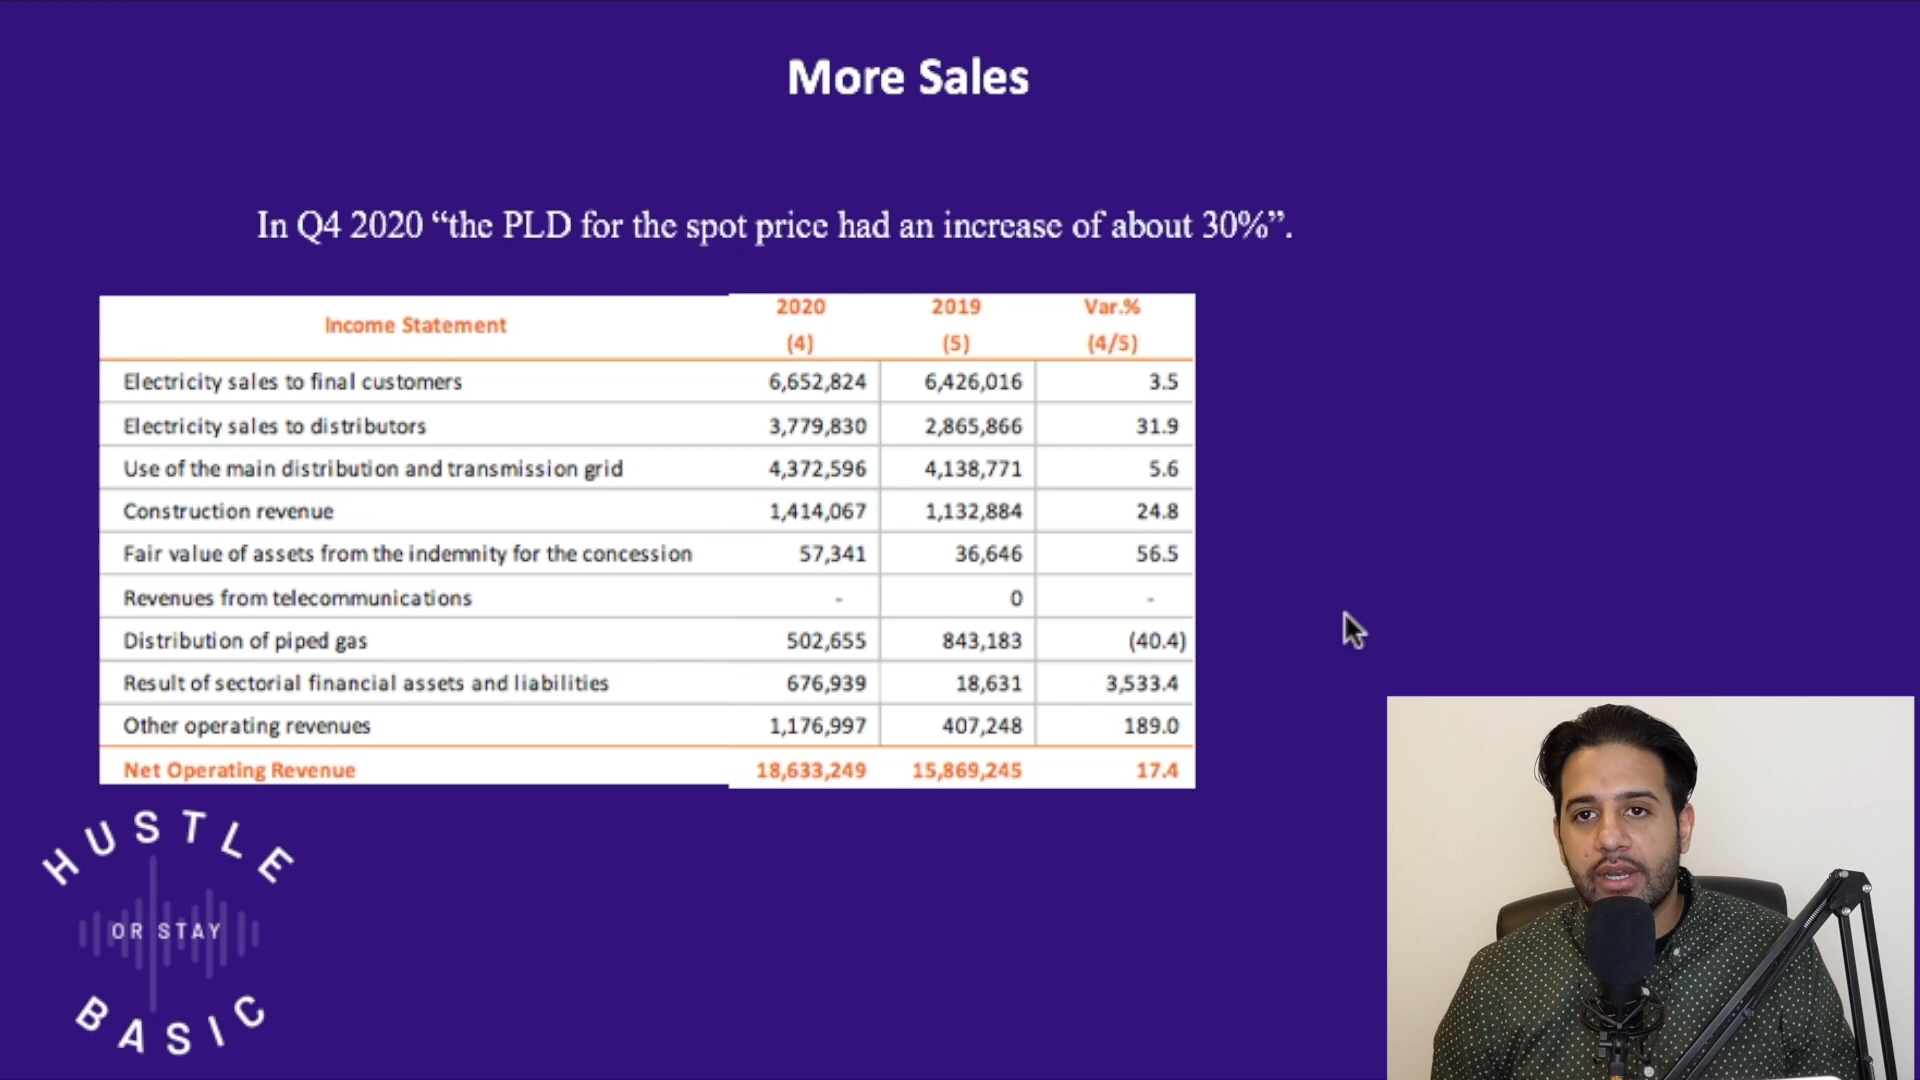 More Sales
In Q4 2020 “the PLD for the spot price had an increase of about 30%”.
Income Statement 2020 2019 Var.%
(4) (5) (4/5)
Electricity sales to final customers 6,652,824 6,426,016 3.5
Electricity sales to distributors 3,779,830 2,865,866 31.9
Use of the main distribution and transmission grid 4,372,596 4,138,771 5.6
Construction revenue 1,414,067 1,132,884 24.8
Fair value of assets from the indemnity for the concession 57,341 36,646 56.5
Revenues from telecommunications - 0 -
Distribution of piped gas 502,655 843,183 (40.4)
Result of sectorial financial assets and liabilities 676,939 18,631 3,533.4
Other operating revenues 1,176,997 407,248 189.0
Net Operating Revenue 18,633,249 15,869,245 17.4
HUSTLE
OR STAY
BASIC